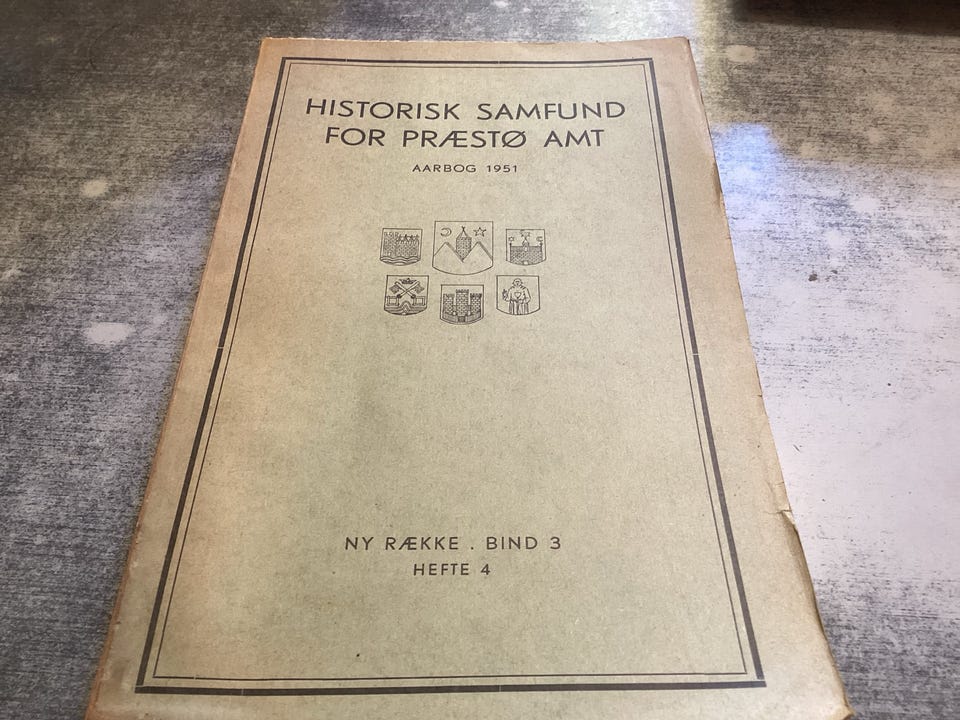 HISTORISK SAMFUND
FOR PRÆSTØ AMT
AARBOG 1951
NY RÆKKE . BIND 3
HEFTE 4